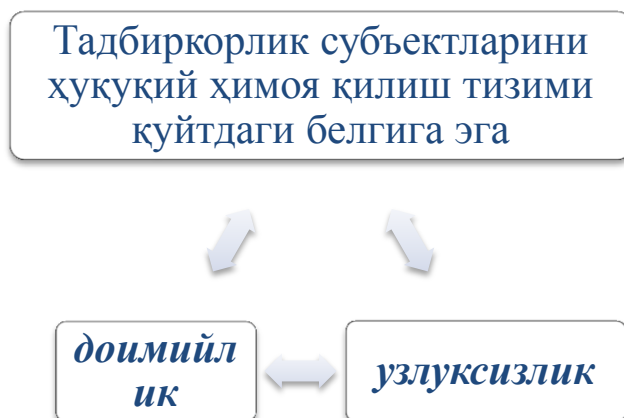 Тадбиркорлик субъектларини
ҳуқуқий ҳимоя қилиш тизими
қуйтдаги белгига эга
доимийл
ик
узлуксизлик